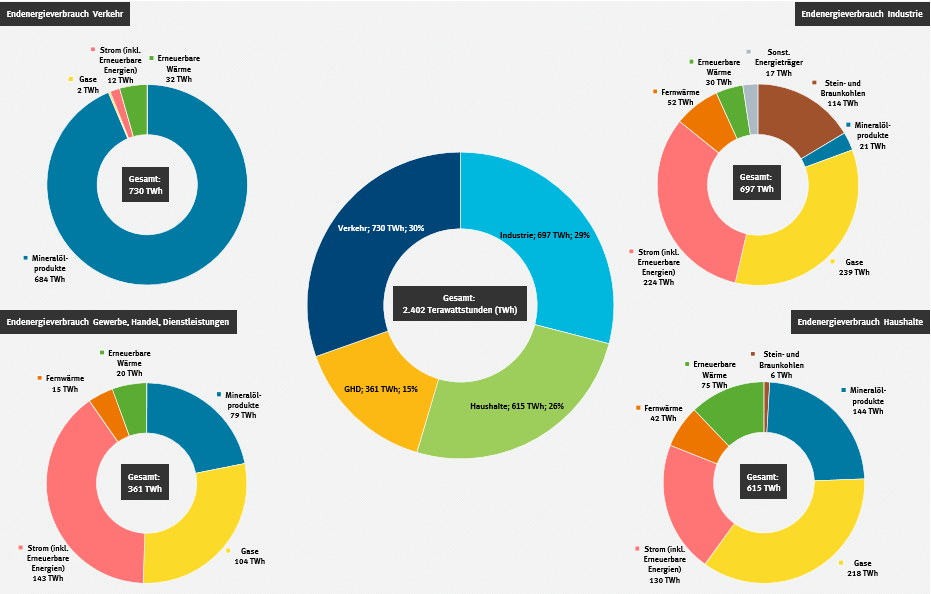 Endenergieverbrauch Verkehr
Strom (inkl.
Erneuerbare
Energien)
12 TWh
Erneuerbare
Wärme
32 TWh
Gase
2 TWh
Gesamt:
730 TWh
Mineralöl-
produkte
684 TWh
Endenergieverbrauch Industrie
Sonst.
Energieträger
17 TWh
Erneuerbare
Wärme
30 TWh
Stein- und
Braunkohlen
114 TWh
Fernwärme
52 TWh
Mineralöl-
produkte
21 TWh
Gesamt:
697 TWh
Strom (inkl.
Erneuerbare
Energien)
224 TWh
Gase
239 TWh
Verkehr; 730 TWh; 30%
Industrie; 697 TWh; 29%
Gesamt:
2.402 Terawattstunden (TWh)
GHD; 361 TWh; 15%
Haushalte; 615 TWh; 26%
Endenergieverbrauch Gewerbe, Handel, Dienstleistungen
Erneuerbare
Wärme
20 TWh
Fernwärme
15 TWh
Mineralöl-
produkte
79 TWh
Gesamt:
361 TWh
Strom (inkl.
Erneuerbare
Energien)
143 TWh
Gase
104 TWh
Endenergieverbrauch Haushalte
Stein- und
Braunkohlen
6 TWh
Erneuerbare
Wärme
75 TWh
Mineralöl-
produkte
144 TWh
Fernwärme
42 TWh
Gesamt:
615 TWh
Strom (inkl.
Erneuerbare
Energien)
130 TWh
Gase
218 TWh